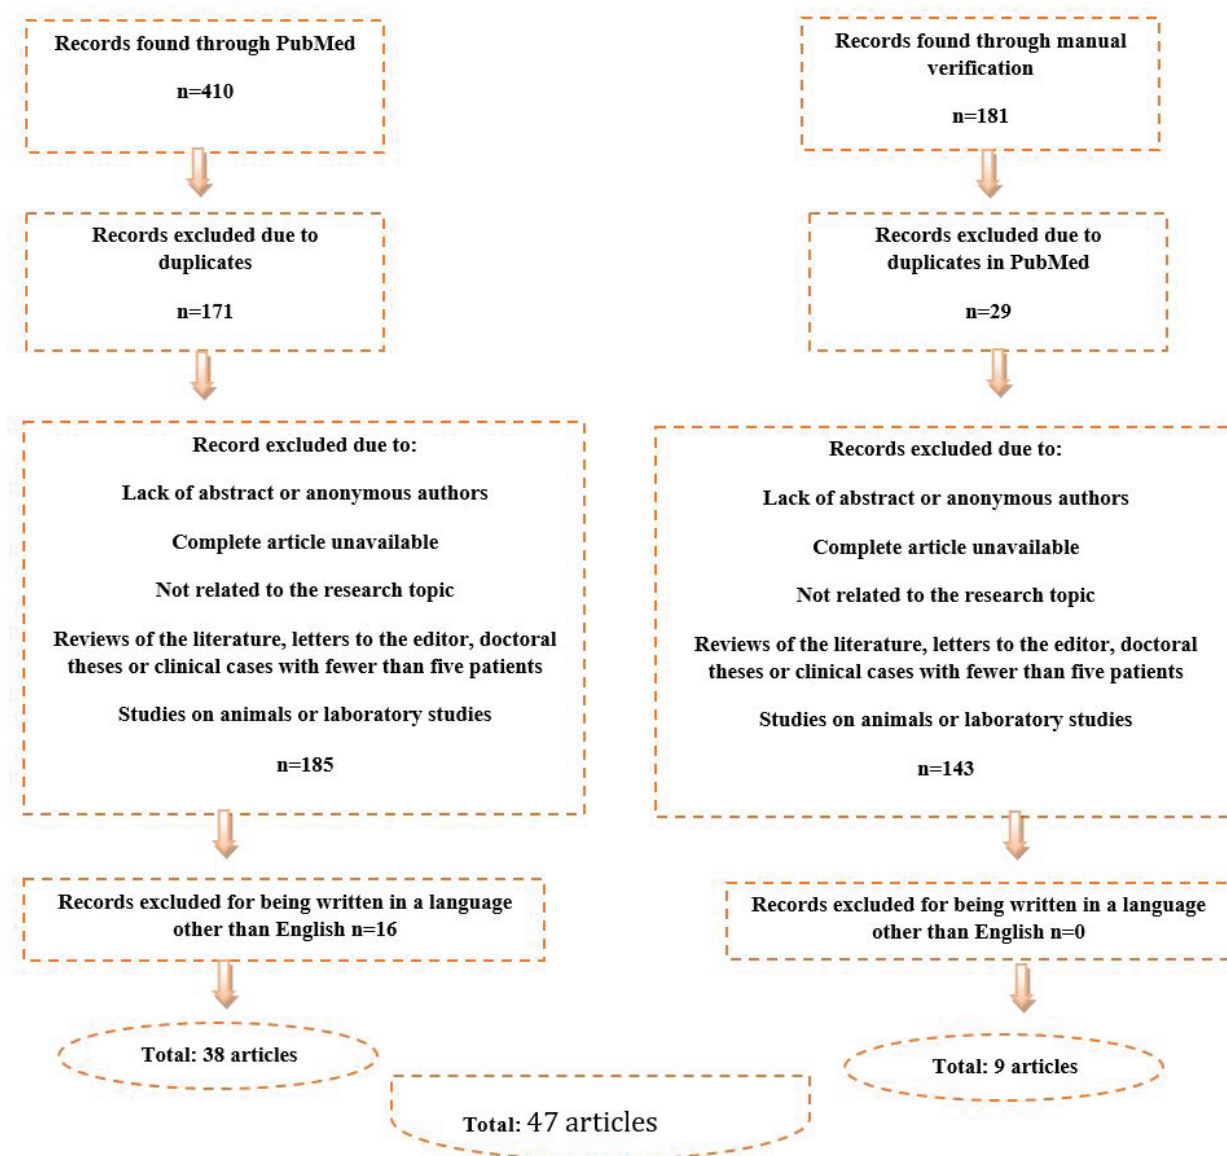 Records found through PubMed
n=410
Records excluded due to
duplicates
n=171
Record excluded due to:
Lack of abstract or anonymous authors
Complete article unavailable
Not related to the research topic
Reviews of the literature, letters to the editor, doctoral
theses or clinical cases with fewer than five patients
Studies on animals or laboratory studies
n=185
Records excluded for being written in a language
other than English n=16
Total: 38 articles
Records found through manual
verification
n=181
Records excluded due to
duplicates in PubMed
n=29
Records excluded due to:
Lack of abstract or anonymous authors
Complete article unavailable
Not related to the research topic
Reviews of the literature, letters to the editor, doctoral
theses or clinical cases with fewer than five patients
Studies on animals or laboratory studies
n=143
Records excluded for being written in a language
other than English n=0
Total: 9 articles
Total: 47 articles